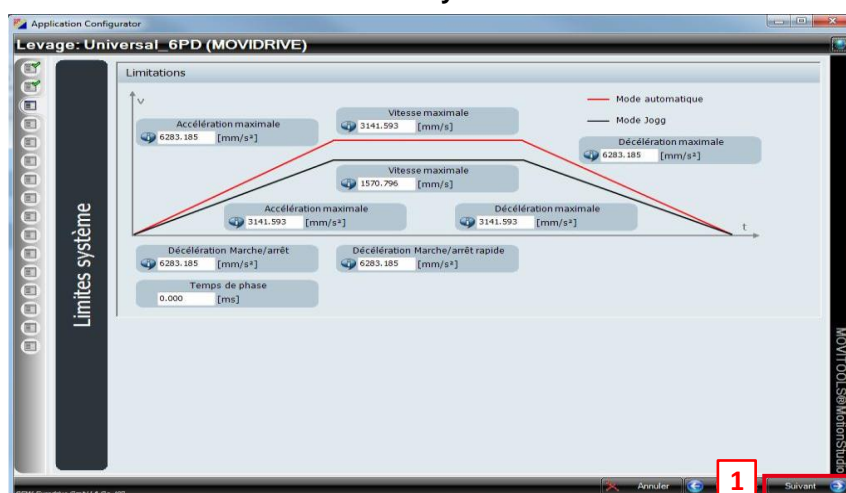 Application Configurator
Levage: Universal_6PD (MOVIDRIVE)
Limites système
Limitations
v
Mode automatique
Mode Jogg
Accélération maximale
6283.185 [mm/s²]
Vitesse maximale
3141.593 [mm/s]
Décélération maximale
6283.185 [mm/s²]
Vitesse maximale
1570.796 [mm/s]
Accélération maximale
3141.593 [mm/s²]
Décélération maximale
3141.593 [mm/s²]
t
Décélération Marche/arrêt
6283.185 [mm/s²]
Décélération Marche/arrêt rapide
6283.185 [mm/s²]
Temps de phase
0.000 [ms]
MOVITOOLS®MotionStudio
Annuler
1
Suivant